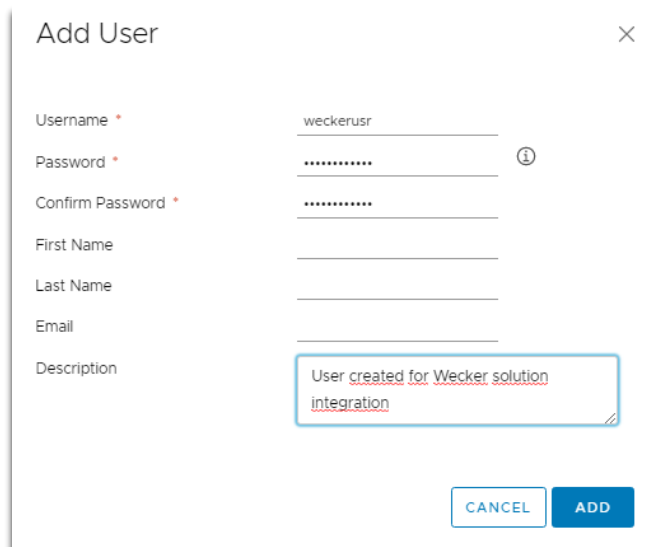 Add User
Username *
weckerusr
Password *
••••••••••••
Confirm Password *
••••••••••••
First Name
Last Name
Email
Description
User created for Wecker solution
integration
CANCEL
ADD